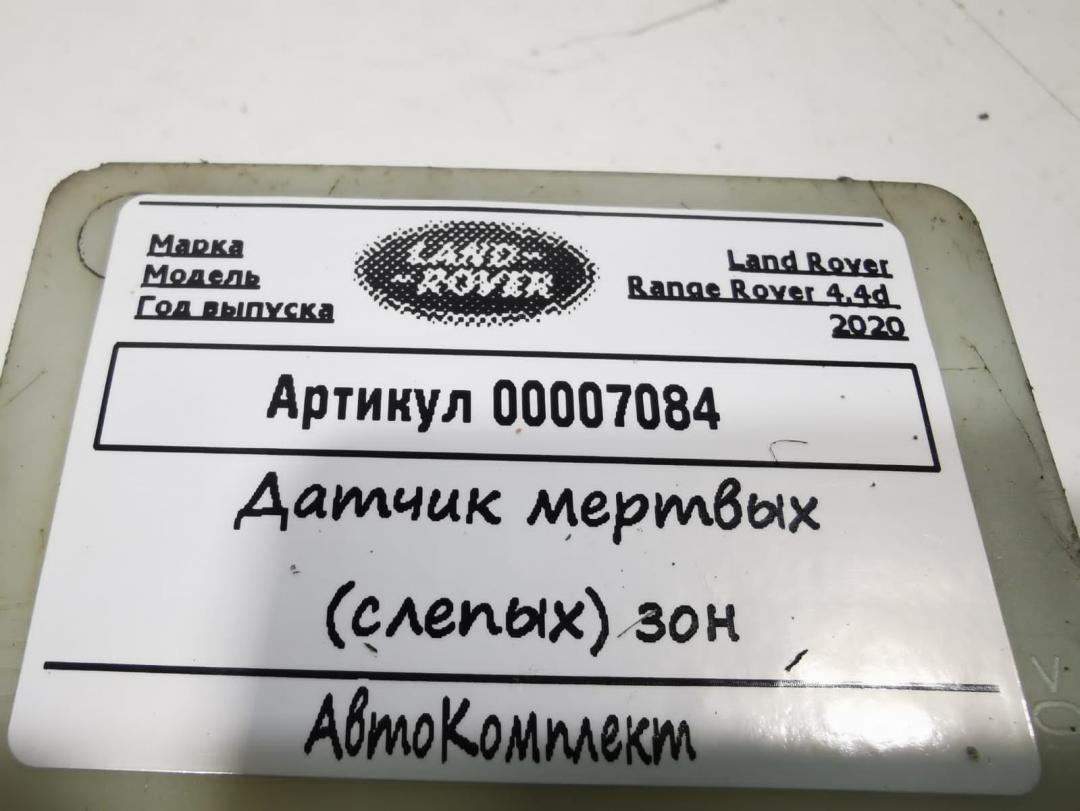 Марка
Модель
Год выпуска
LAND-
-ROVER
Land Rover
Range Rover 4.4d
2020
Артикул 00007084
Датчик мертвых
(слепых) зон
АвтоКомплект